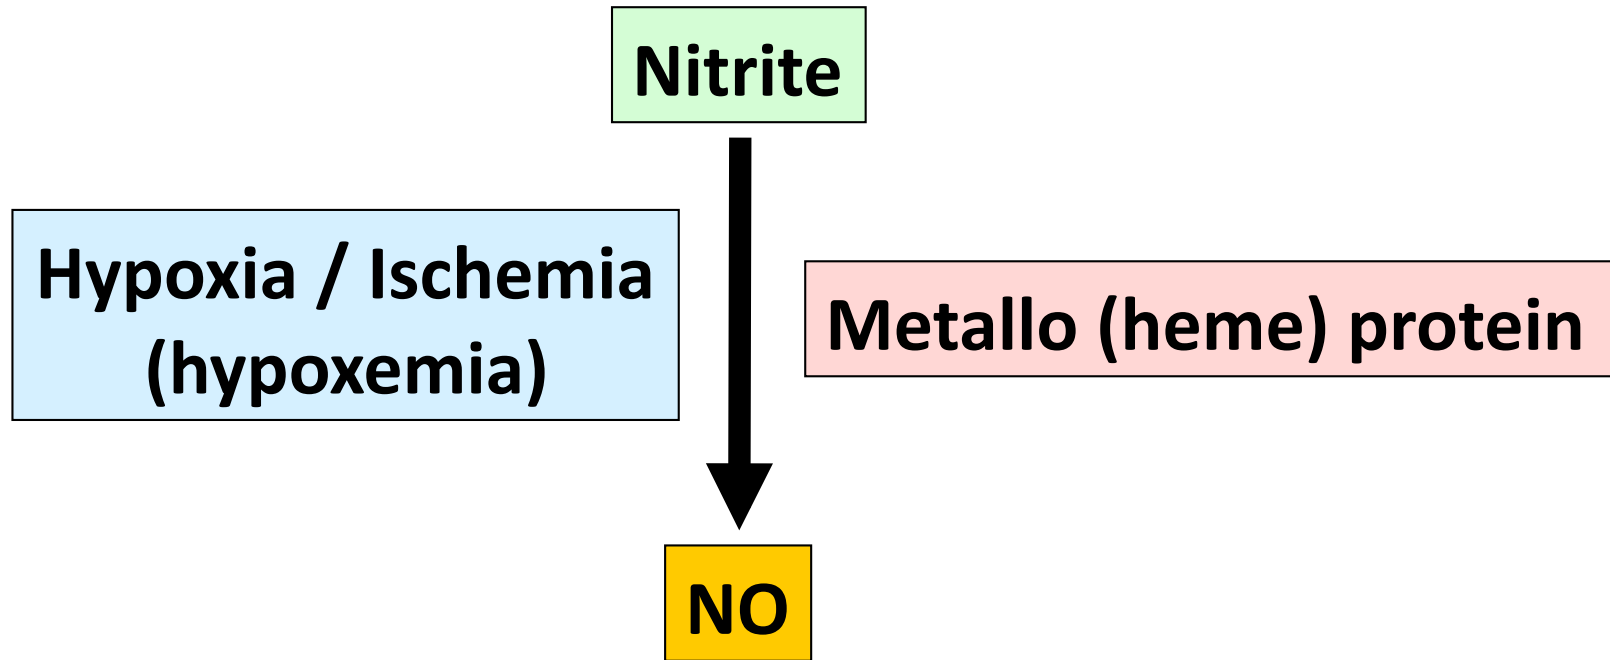 Nitrite
Hypoxia / Ischemia
(hypoxemia)
Metallo (heme) protein
NO